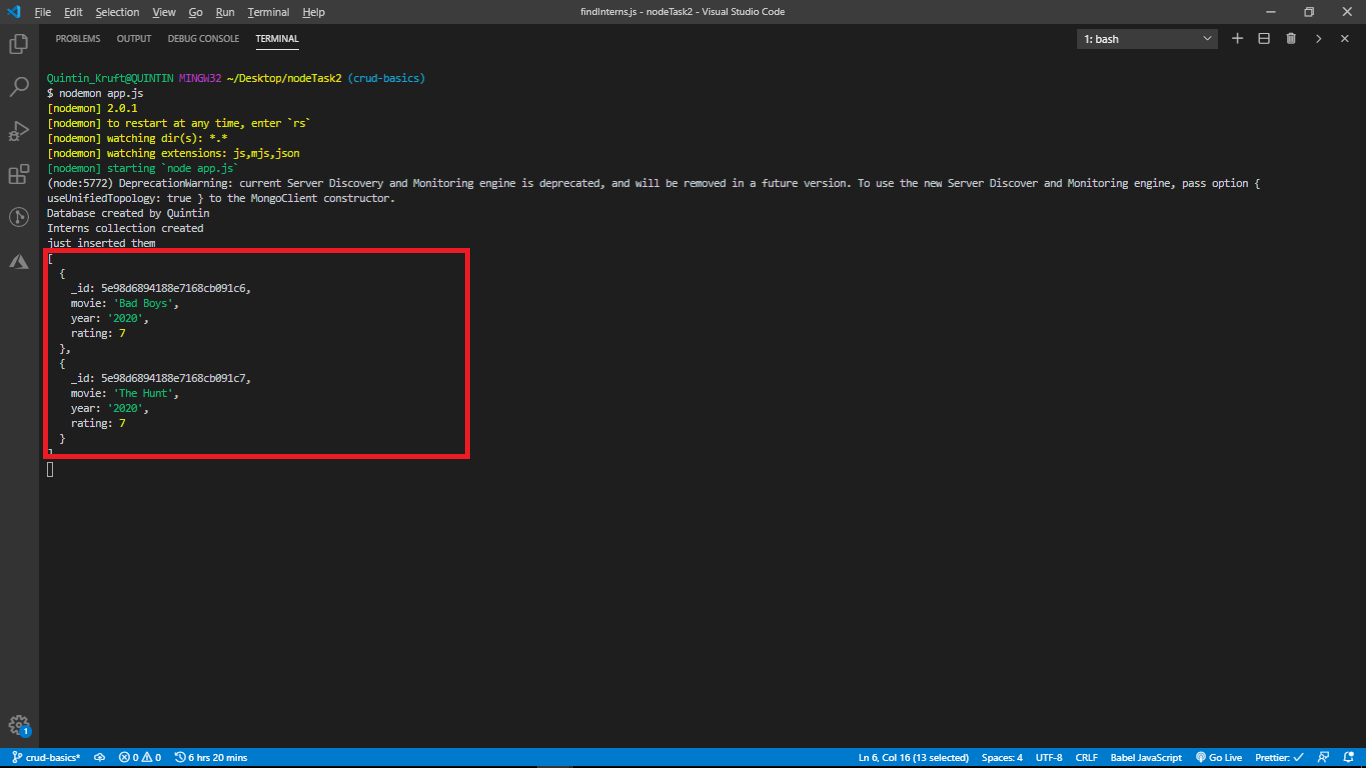 File Edit Selection View Go Run Terminal Help
findInterns.js - nodeTask2 - Visual Studio Code
PROBLEMS OUTPUT DEBUG CONSOLE TERMINAL
1: bash
Quintin_Kruft@QUINTIN MINGW32 ~/Desktop/nodeTask2 (crud-basics)
$ nodemon app.js
[nodemon] 2.0.1
[nodemon] to restart at any time, enter `rs`
[nodemon] watching dir(s): *.*
[nodemon] watching extensions: js,mjs,json
[nodemon] starting `node app.js`
(node:5772) DeprecationWarning: current Server Discovery and Monitoring engine is deprecated, and will be removed in a future version. To use the new Server Discover and Monitoring engine, pass option {
useUnifiedTopology: true } to the MongoClient constructor.
Database created by Quintin
Interns collection created
just inserted them
[
{
_id: 5e98d6894188e7168cb091c6,
movie: 'Bad Boys',
year: '2020',
rating: 7
},
{
_id: 5e98d6894188e7168cb091c7,
movie: 'The Hunt',
year: '2020',
rating: 7
}
]
1
crud-basics* 0 0 6 hrs 20 mins
Ln 6, Col 16 (13 selected) Spaces: 4 UTF-8 CRLF Babel JavaScript Go Live Prettier: ✓